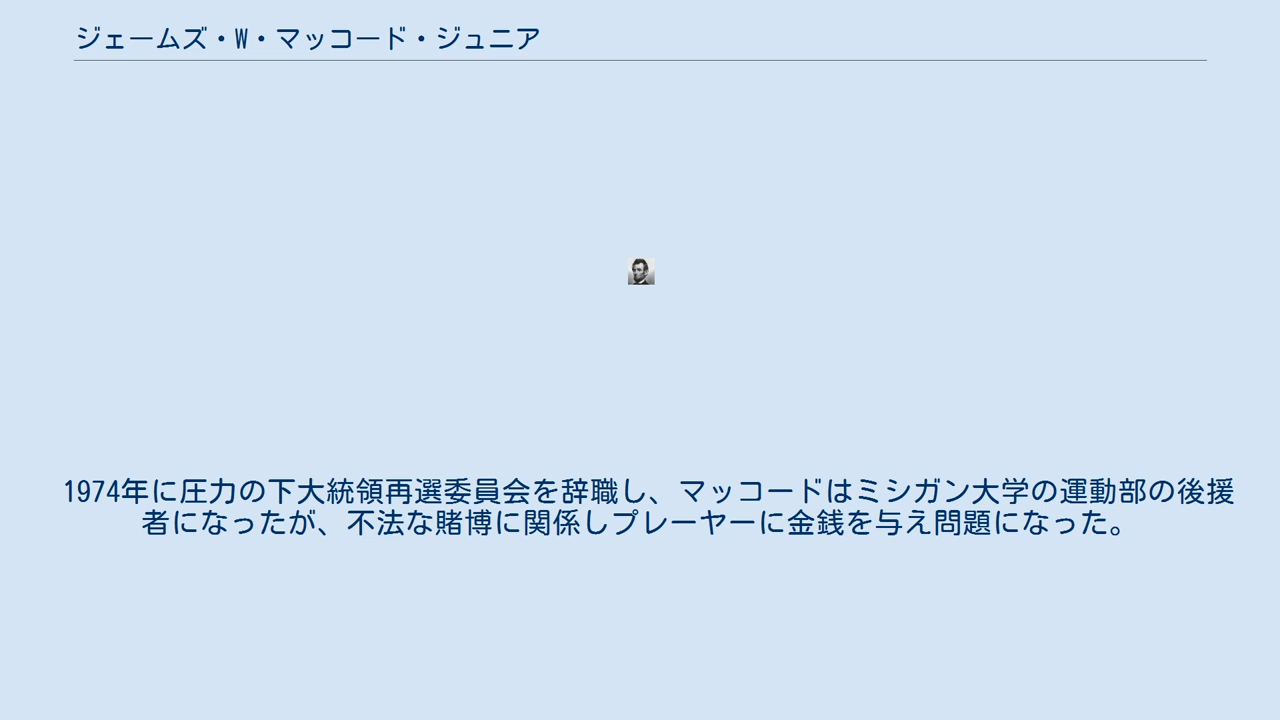 ジェームズ・W・マッコード・ジュニア
1974年に圧力の下大統領再選委員会を辞職し、マッコードはミシガン大学の運動部の後援
者になったが、不法な賭博に関係しプレーヤーに金銭を与え問題になった。